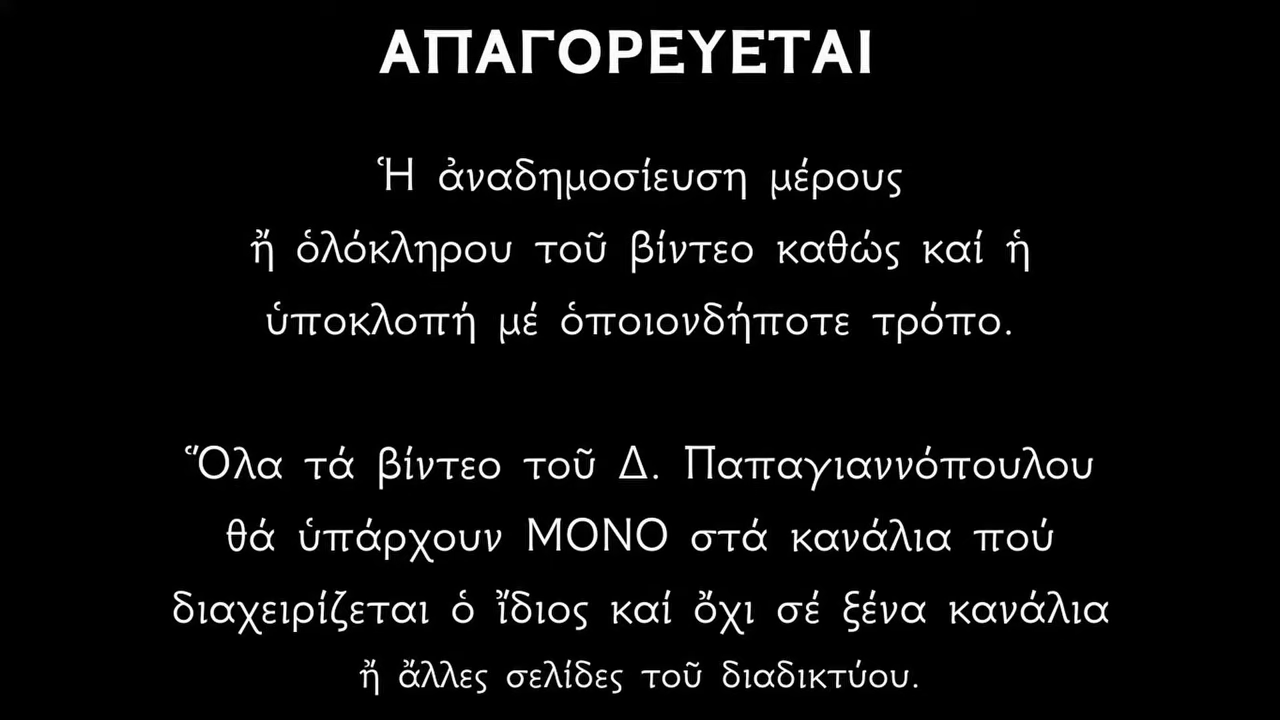 ΑΠΑΓΟΡΕΥΕΤΑΙ
Ἡ ἀναδημοσίευση μέρους
ἤ ὁλόκληρου τοῦ βίντεο καθώς καί ἡ
ὑποκλοπή μέ ὁποιονδήποτε τρόπο.
Ὅλα τά βίντεο τοῦ Δ. Παπαγιαννόπουλου
θά ὑπάρχουν ΜΟΝΟ στά κανάλια πού
διαχειρίζεται ὁ ἴδιος καί ὄχι σέ ξένα κανάλια
ἤ ἄλλες σελίδες τοῦ διαδικτύου.